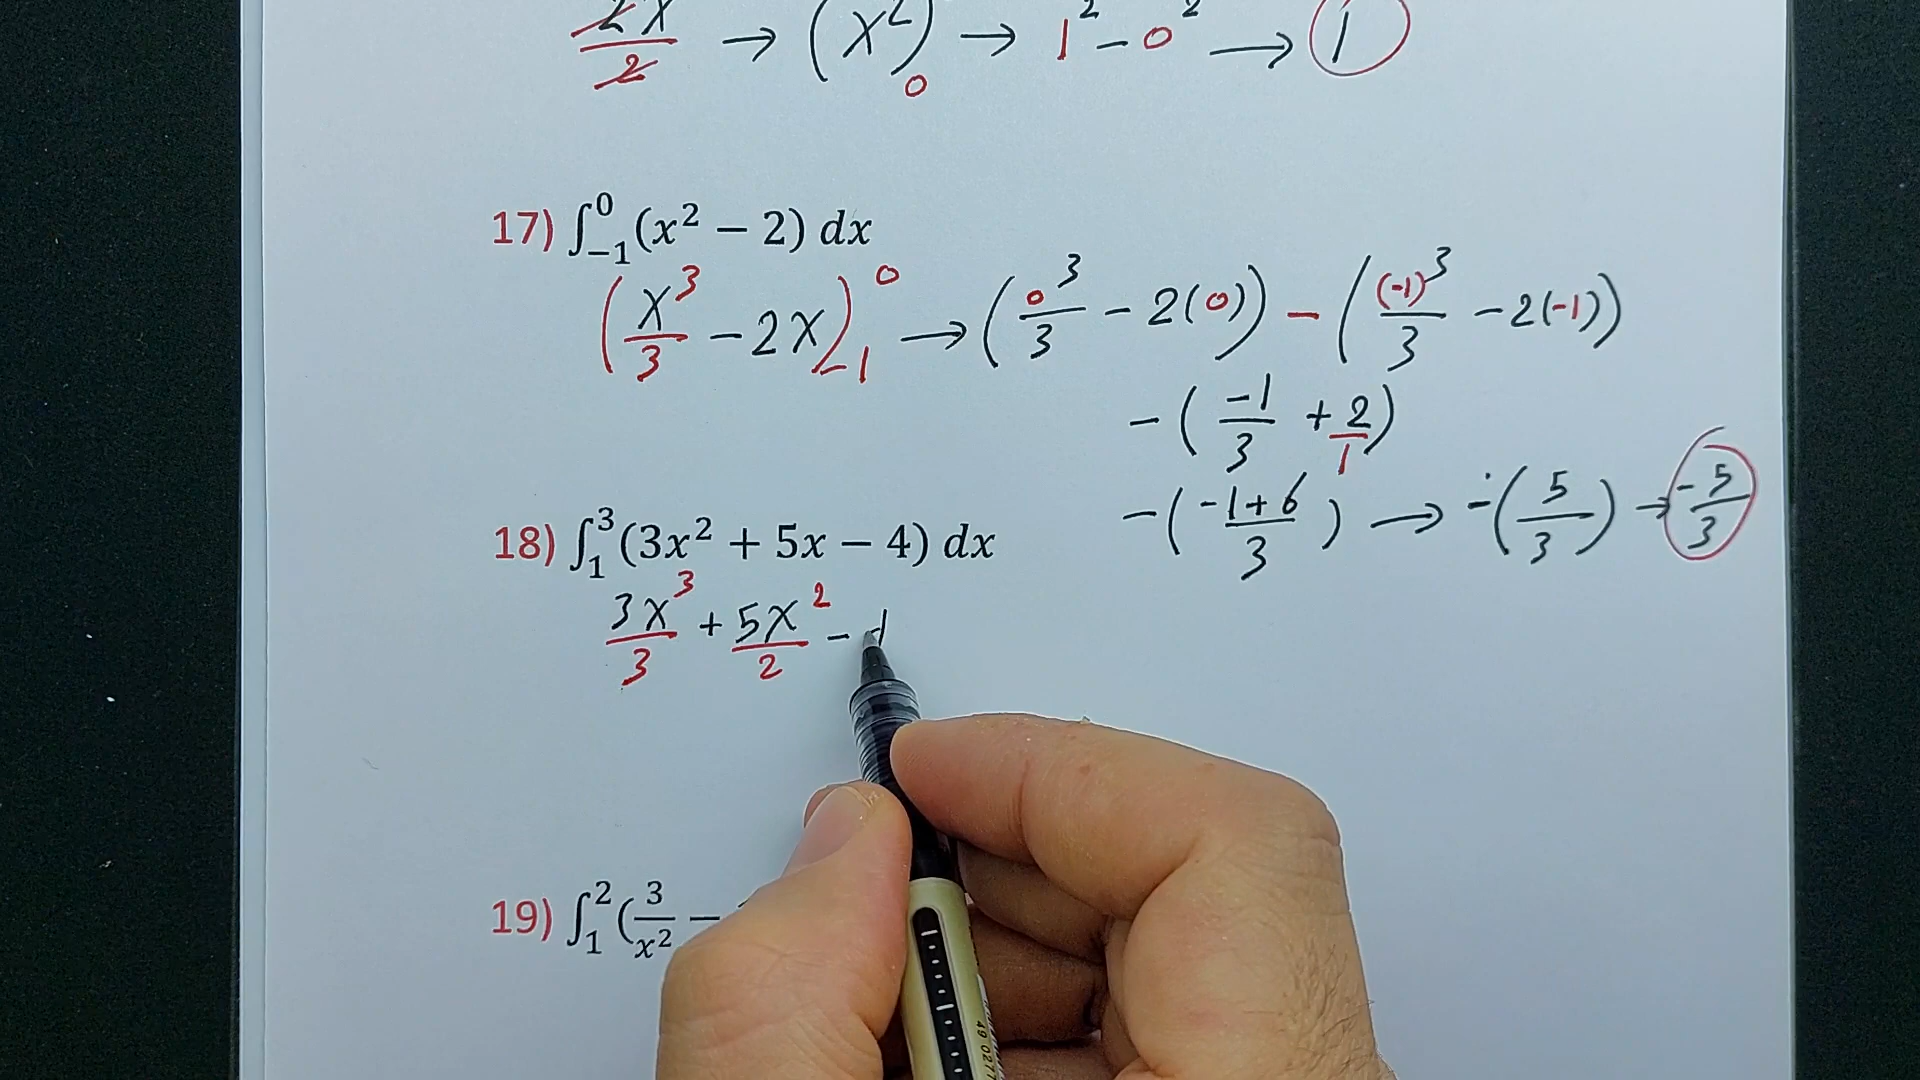 2x/2 → (x²)₀ → 1² − 0² → 1
17) ∫₋₁⁰ (x² − 2) dx
(x³/3 − 2x)₋₁⁰ → (0³/3 − 2(0)) − ((-1)³/3 − 2(-1))
−(-1/3 + 2/1)
−((-1+6)/3) → −(5/3) → -5/3
18) ∫₁³ (3x² + 5x − 4) dx
3x³/3 + 5x²/2 −
19) ∫₁² (3/x² −
49 0277